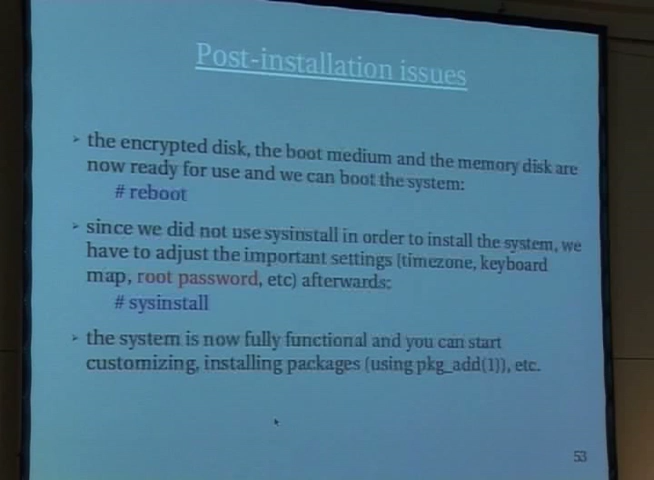 Post-installation issues
the encrypted disk, the boot medium and the memory disk are
now ready for use and we can boot the system:
# reboot
since we did not use sysinstall in order to install the system, we
have to adjust the important settings (timezone, keyboard
map, root password, etc) afterwards:
# sysinstall
the system is now fully functional and you can start
customizing, installing packages (using pkg_add(1)), etc.
53